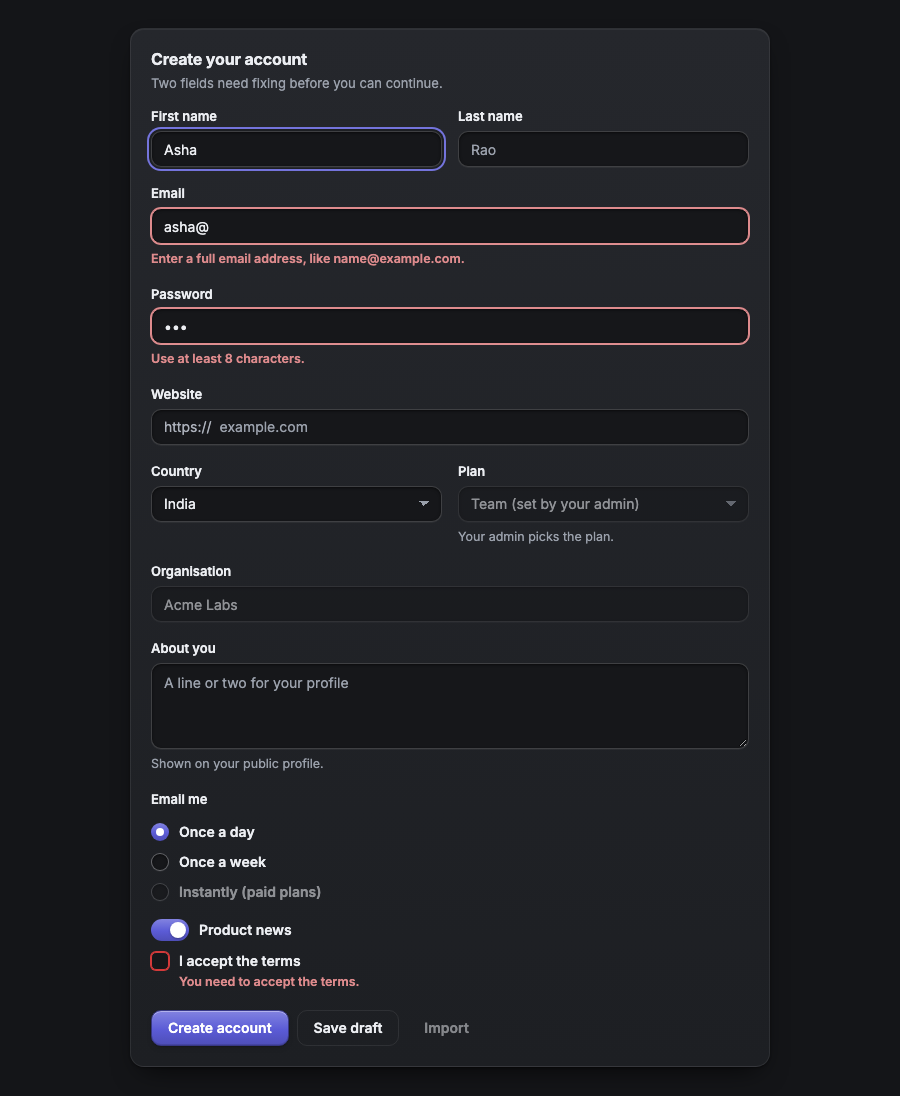 Create your account
Two fields need fixing before you can continue.
First name
Last name
Asha
Rao
Email
asha@
Enter a full email address, like name@example.com.
Password
•••
Use at least 8 characters.
Website
https:// example.com
Country
Plan
India
Team (set by your admin)
Your admin picks the plan.
Organisation
Acme Labs
About you
A line or two for your profile
Shown on your public profile.
Email me
Once a day
Once a week
Instantly (paid plans)
Product news
I accept the terms
You need to accept the terms.
Create account
Save draft
Import